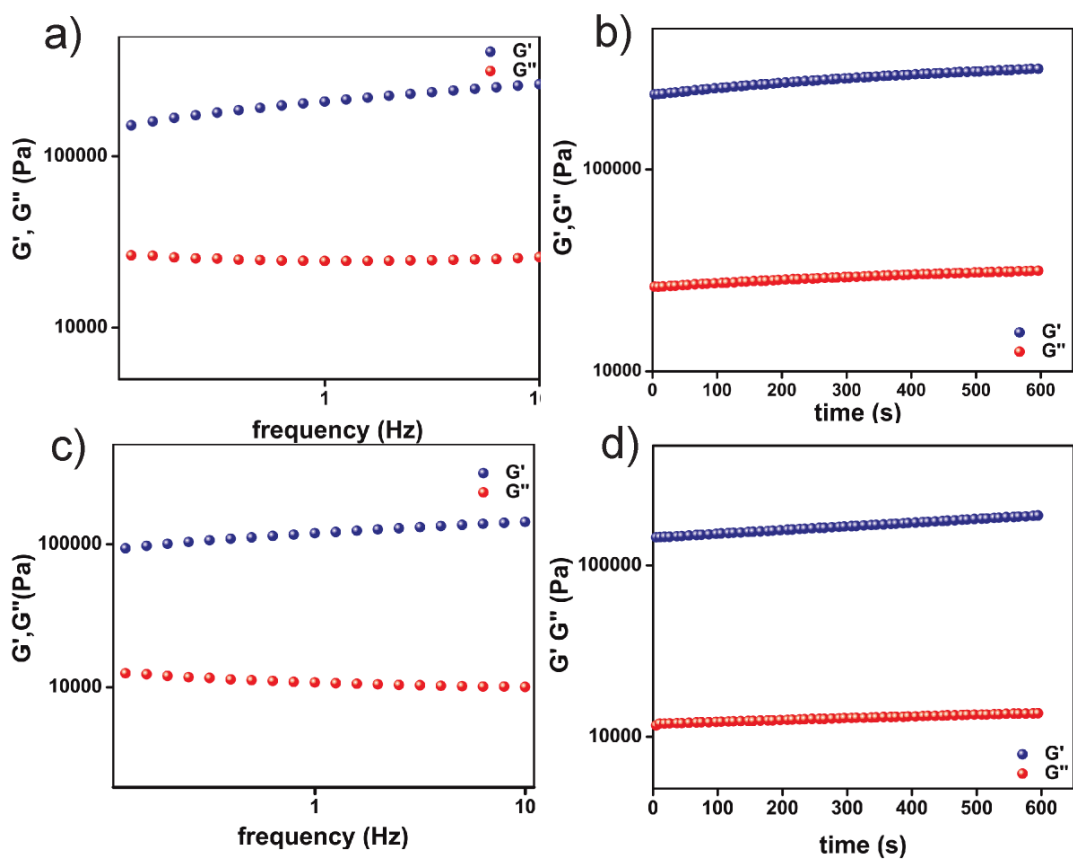 a)
G'
G"
G', G" (Pa)
100000
10000
1
10
frequency (Hz)
b)
G',G" (Pa)
100000
10000
G'
G"
0 100 200 300 400 500 600
time (s)
c)
G'
G"
G',G"(Pa)
100000
10000
1 10
frequency (Hz)
d)
G' G" (Pa)
100000
10000
G'
G"
0 100 200 300 400 500 600
time (s)